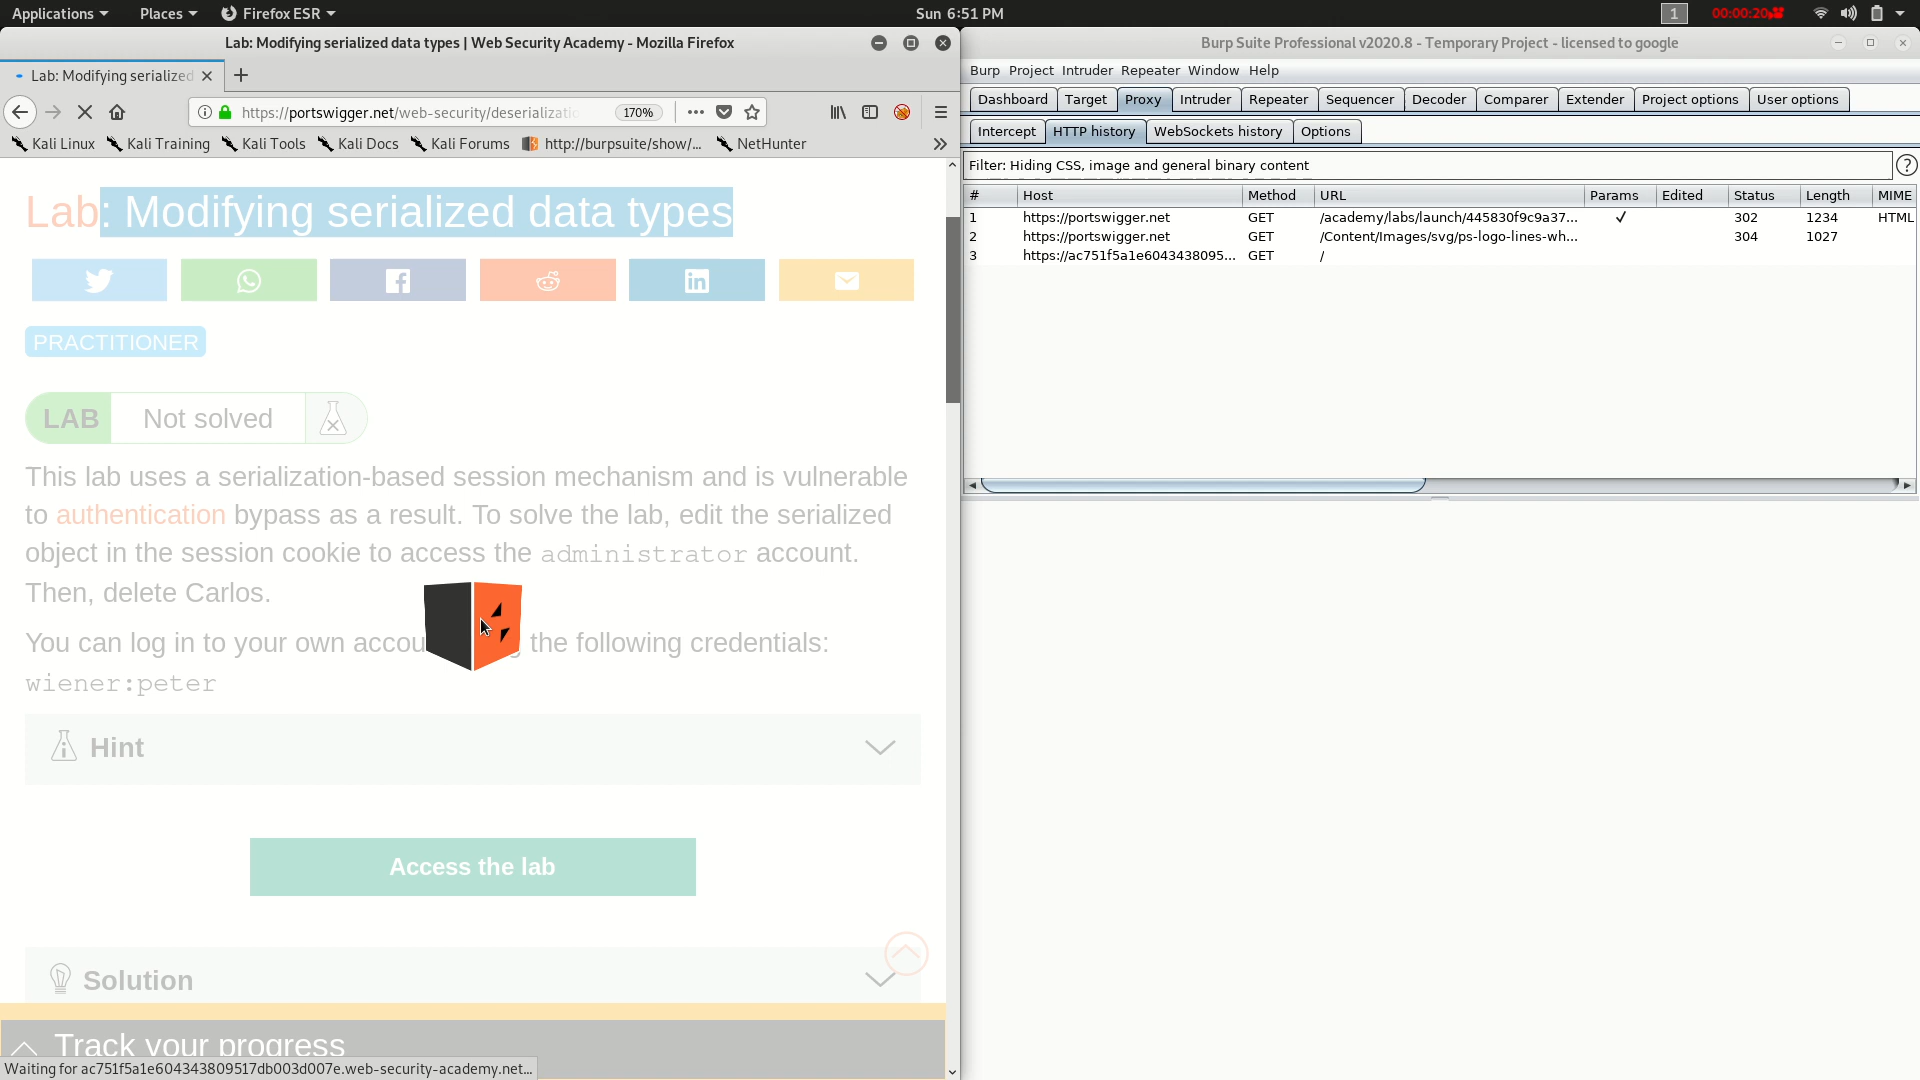 Applications
Places
Firefox ESR
Sun 6:51 PM
1
00:00:20
Lab: Modifying serialized data types | Web Security Academy - Mozilla Firefox
Lab: Modifying serialized
https://portswigger.net/web-security/deserializatio
170%
Kali Linux
Kali Training
Kali Tools
Kali Docs
Kali Forums
http://burpsuite/show/...
NetHunter
Lab: Modifying serialized data types
PRACTITIONER
LAB
Not solved
This lab uses a serialization-based session mechanism and is vulnerable
to authentication bypass as a result. To solve the lab, edit the serialized
object in the session cookie to access the administrator account.
Then, delete Carlos.
You can log in to your own accou the following credentials:
wiener:peter
Hint
Access the lab
Solution
Track your progress
Waiting for ac751f5a1e604343809517db003d007e.web-security-academy.net...
Burp Suite Professional v2020.8 - Temporary Project - licensed to google
Burp Project Intruder Repeater Window Help
Dashboard Target Proxy Intruder Repeater Sequencer Decoder Comparer Extender Project options User options
Intercept HTTP history WebSockets history Options
Filter: Hiding CSS, image and general binary content
?
# Host Method URL Params Edited Status Length MIME
1 https://portswigger.net GET /academy/labs/launch/445830f9c9a37... ✓ 302 1234 HTML
2 https://portswigger.net GET /Content/Images/svg/ps-logo-lines-wh... 304 1027
3 https://ac751f5a1e6043438095... GET /